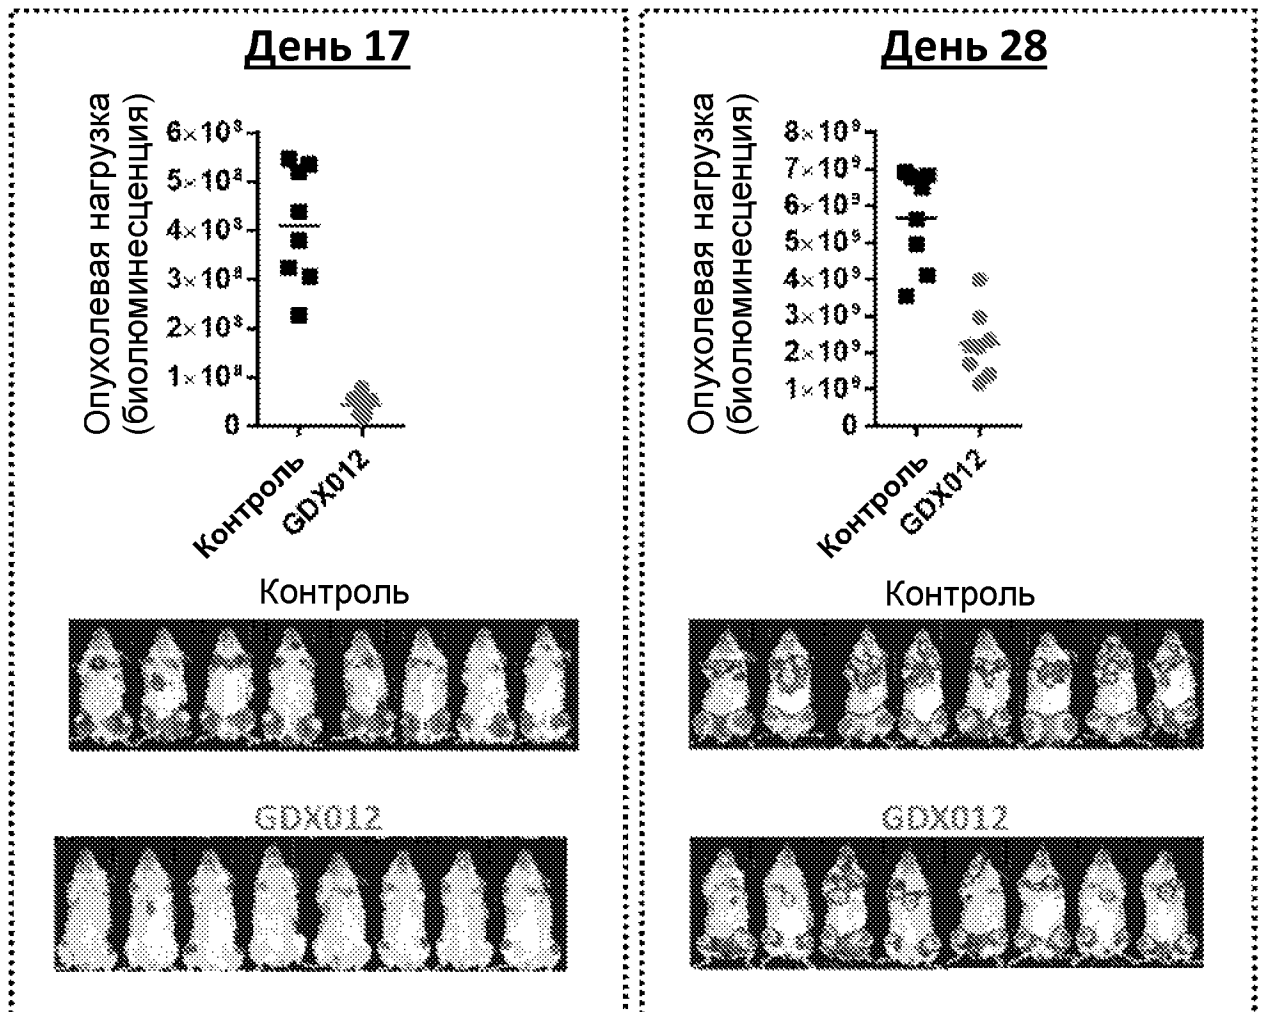 День 17
Опухолевая нагрузка
(биолюминесценция)
6×10⁸
5×10⁸
4×10⁸
3×10⁸
2×10⁸
1×10⁸
0
Контроль
GDX012
Контроль
GDX012
День 28
Опухолевая нагрузка
(биолюминесценция)
8×10⁹
7×10⁹
6×10⁹
5×10⁹
4×10⁹
3×10⁹
2×10⁹
1×10⁹
0
Контроль
GDX012
Контроль
GDX012